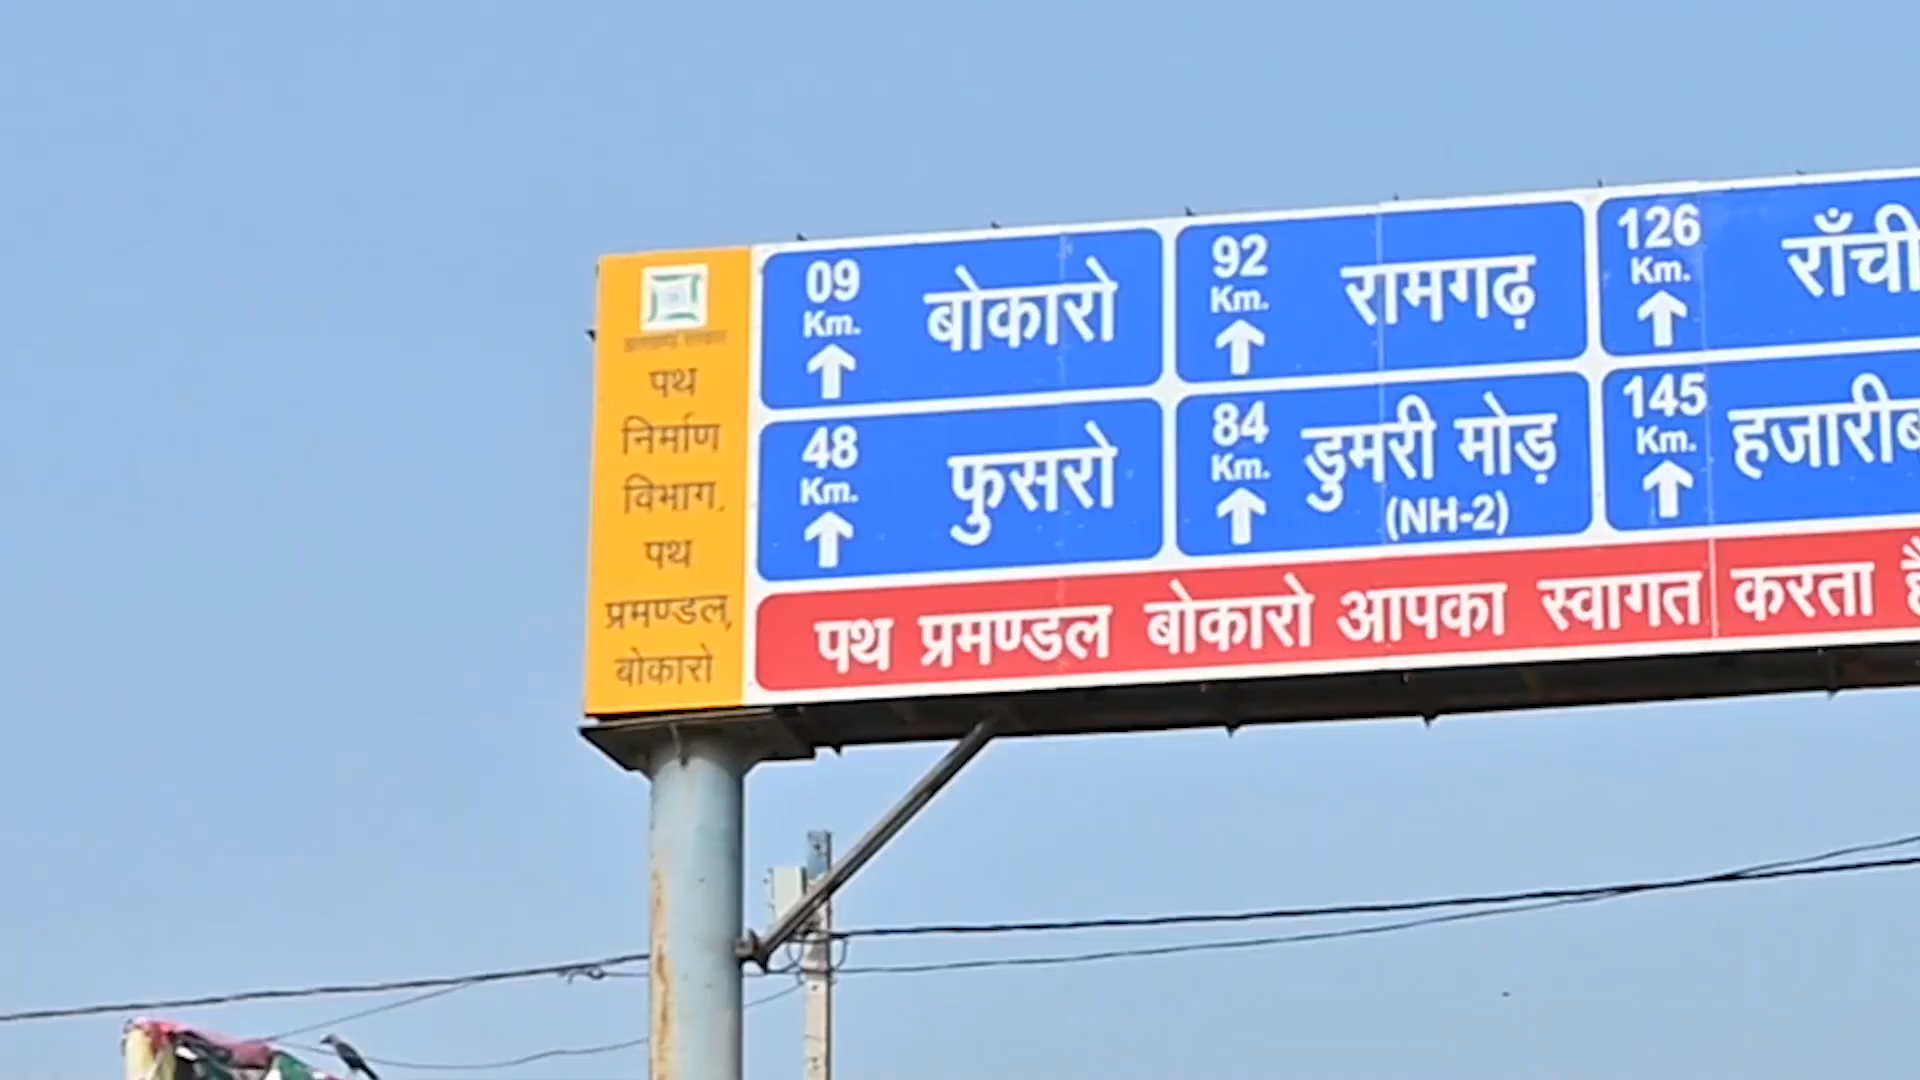 पथ
निर्माण
विभाग,
पथ
प्रमण्डल,
बोकारो
09 Km. बोकारो
92 Km. रामगढ़
126 Km. राँची
48 Km. फुसरो
84 Km. डुमरी मोड़
(NH-2)
145 Km. हजारीब
पथ प्रमण्डल बोकारो आपका स्वागत करता है